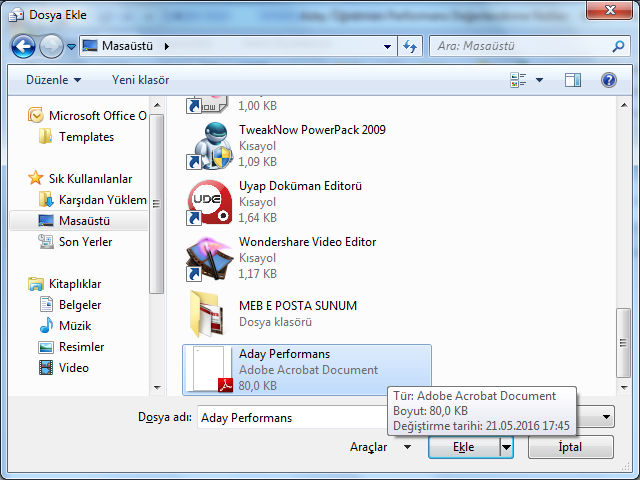 Dosya Ekle
Masaüstü
Ara: Masaüstü
Düzenle
Yeni klasör
Microsoft Office O
Templates
Sık Kullanılanlar
Karşıdan Yüklem
Masaüstü
Son Yerler
Kitaplıklar
Belgeler
Müzik
Resimler
Video
1,00 KB
TweakNow PowerPack 2009
Kısayol
1,09 KB
UDE
Uyap Doküman Editorü
Kısayol
1,64 KB
Wondershare Video Editor
Kısayol
1,17 KB
MEB E POSTA SUNUM
Dosya klasörü
Aday Performans
Adobe Acrobat Document
80,0 KB
Tür: Adobe Acrobat Document
Boyut: 80,0 KB
Değiştirme tarihi: 21.05.2016 17:45
Dosya adı:
Aday Performans
Araçlar
Ekle
İptal